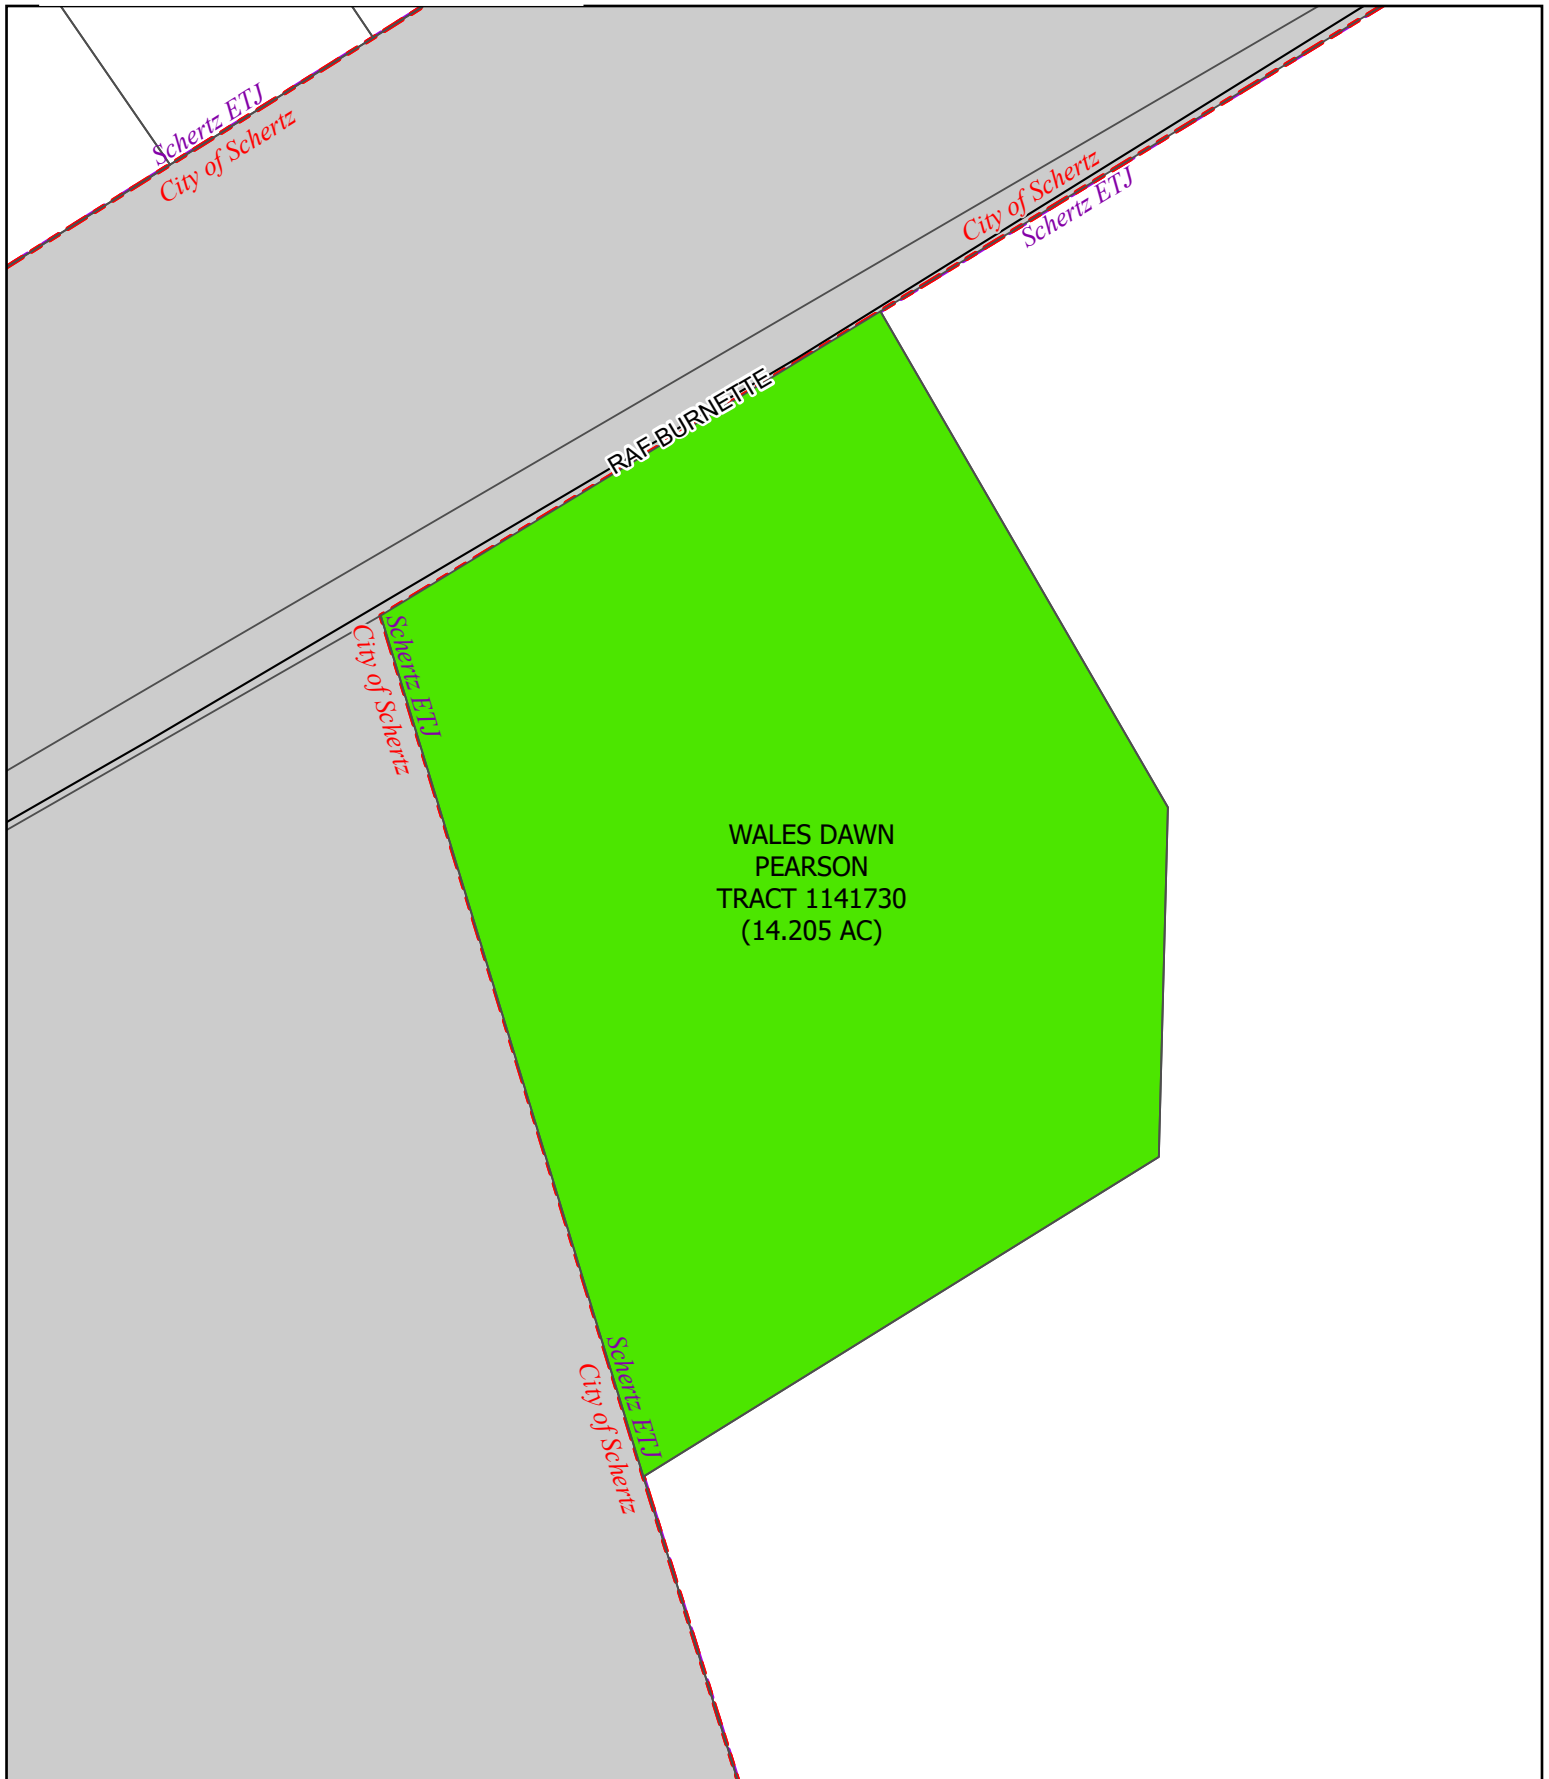 Schertz ETJ
City of Schertz
City of Schertz
Schertz ETJ
RAF-BURNETTE
Schertz ETJ
City of Schertz
WALES DAWN
PEARSON
TRACT 1141730
(14.205 AC)
Schertz ETJ
City of Schertz